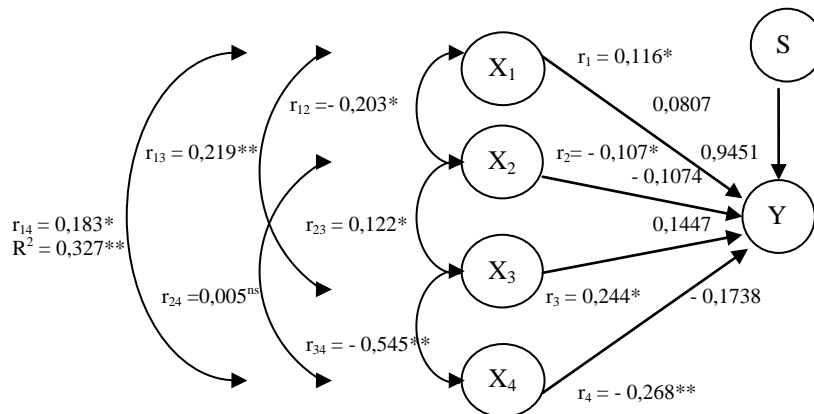 S
X₁
r₁ = 0,116*
0,0807
r₁₂ =- 0,203*
r₁₃ = 0,219**
X₂
r₂= - 0,107*
0,9451
- 0,1074
Y
r₁₄ = 0,183*
R² = 0,327**
r₂₃ = 0,122*
0,1447
X₃
r₂₄ =0,005ⁿˢ
r₃ = 0,244*
- 0,1738
r₃₄ = - 0,545**
X₄
r₄ = - 0,268**